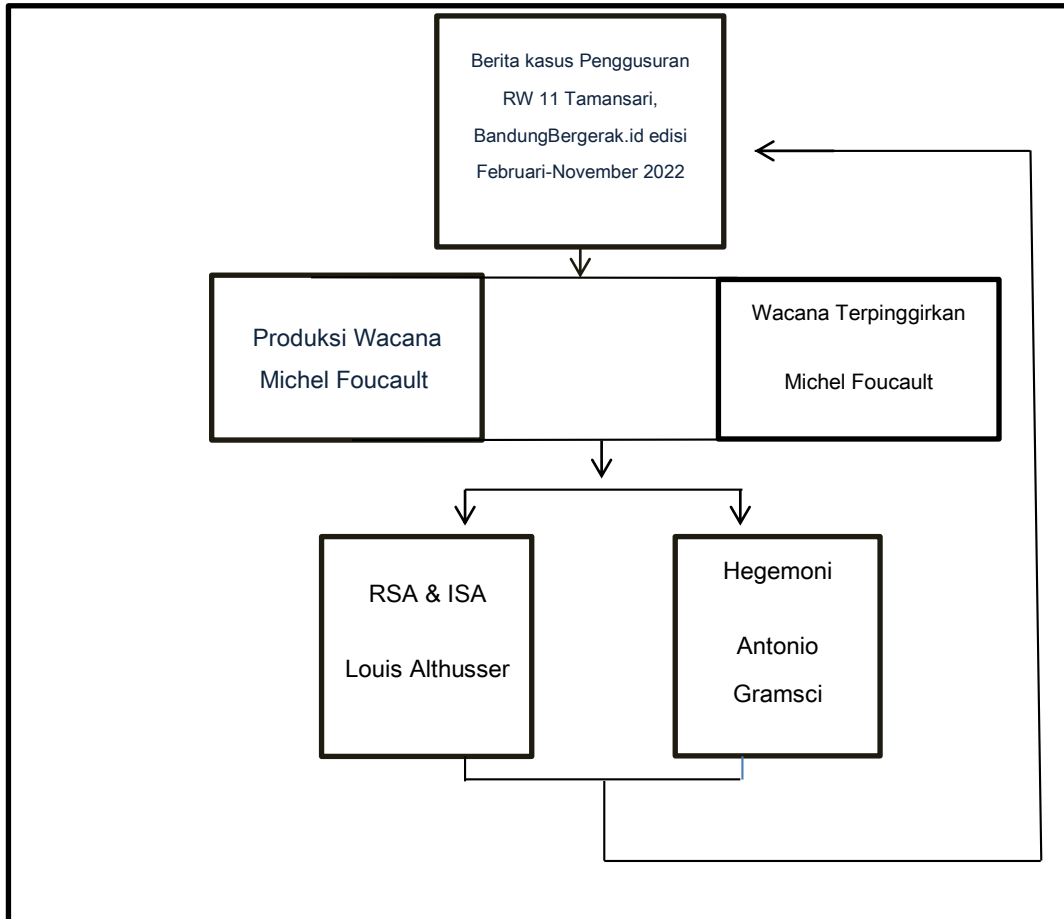 Berita kasus Penggusuran
RW 11 Tamansari,
BandungBergerak.id edisi
Februari-November 2022
Produksi Wacana
Michel Foucault
Wacana Terpinggirkan
Michel Foucault
RSA & ISA
Louis Althusser
Hegemoni
Antonio
Gramsci